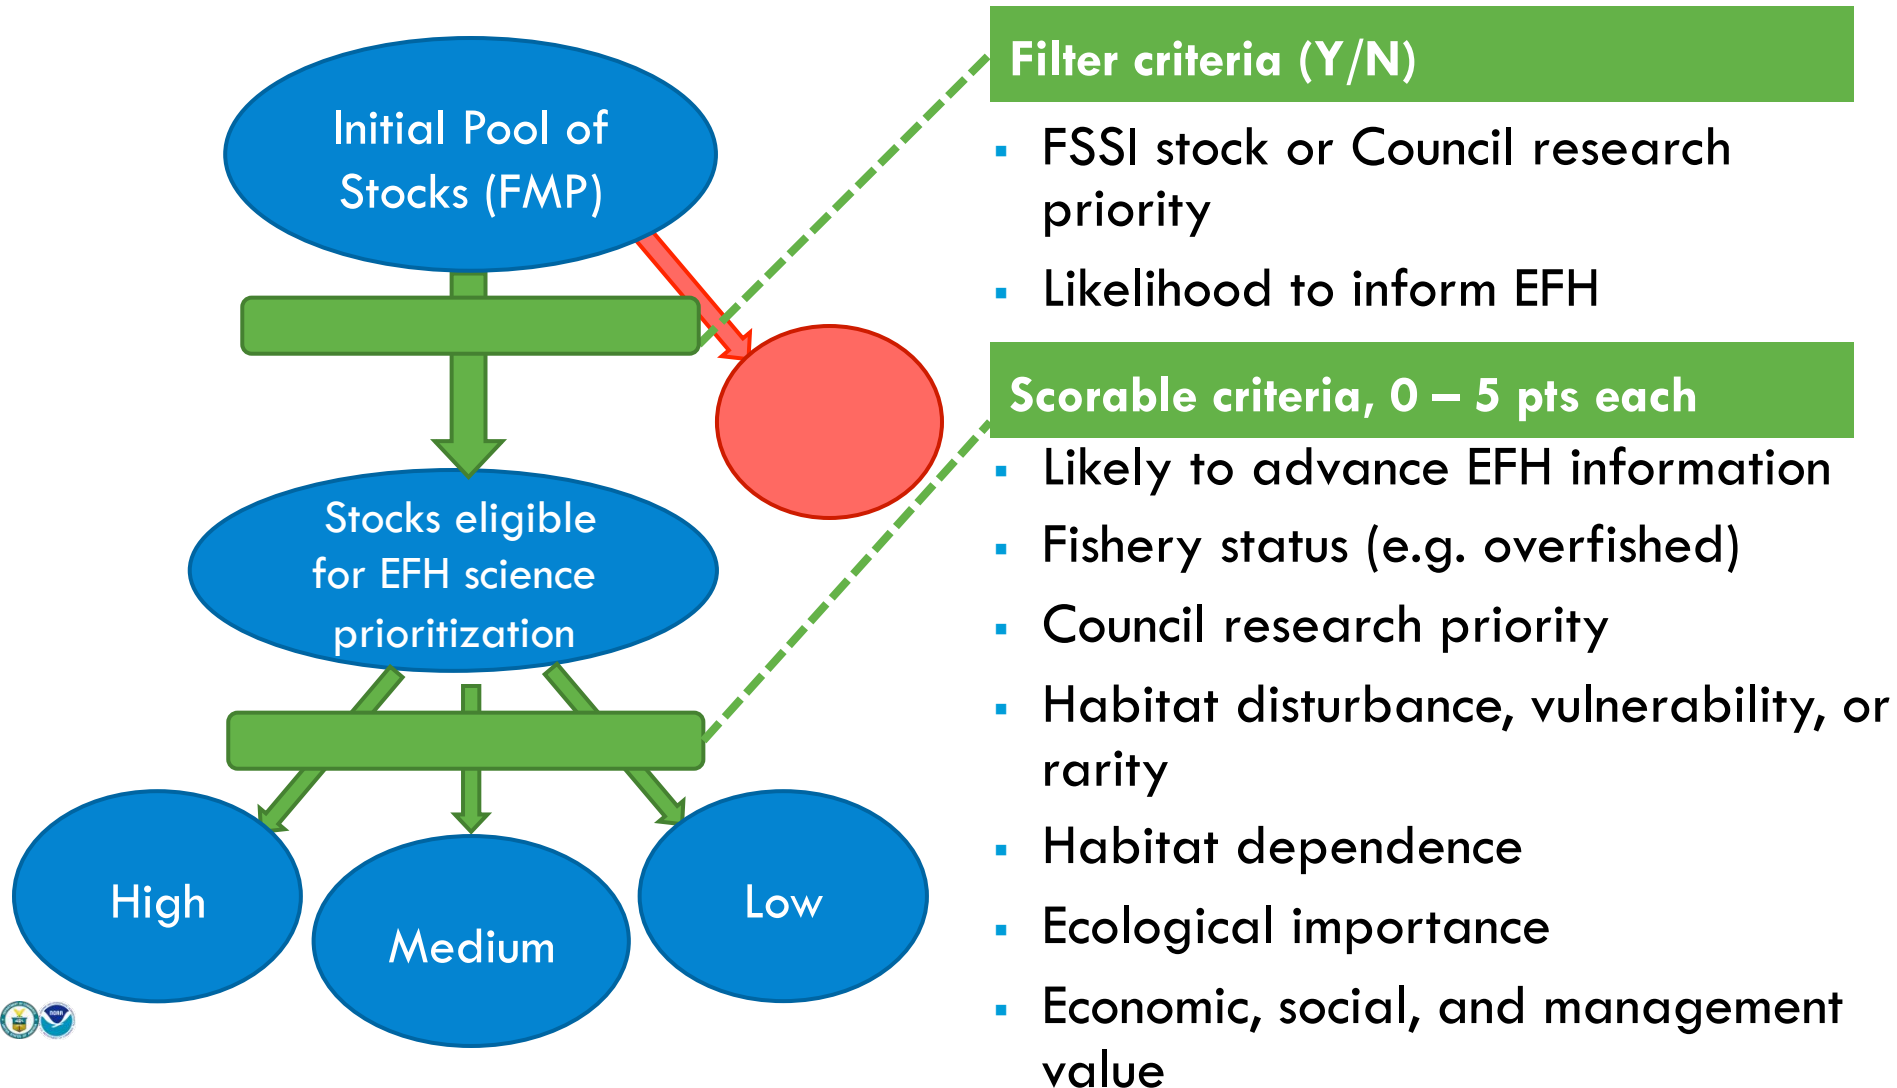 Initial Pool of
Stocks (FMP)
Stocks eligible
for EFH science
prioritization
High
Medium
Low
Filter criteria (Y/N)
▪ FSSI stock or Council research
priority
▪ Likelihood to inform EFH
Scorable criteria, 0 – 5 pts each
▪ Likely to advance EFH information
▪ Fishery status (e.g. overfished)
▪ Council research priority
▪ Habitat disturbance, vulnerability, or
rarity
▪ Habitat dependence
▪ Ecological importance
▪ Economic, social, and management
value
NOAA